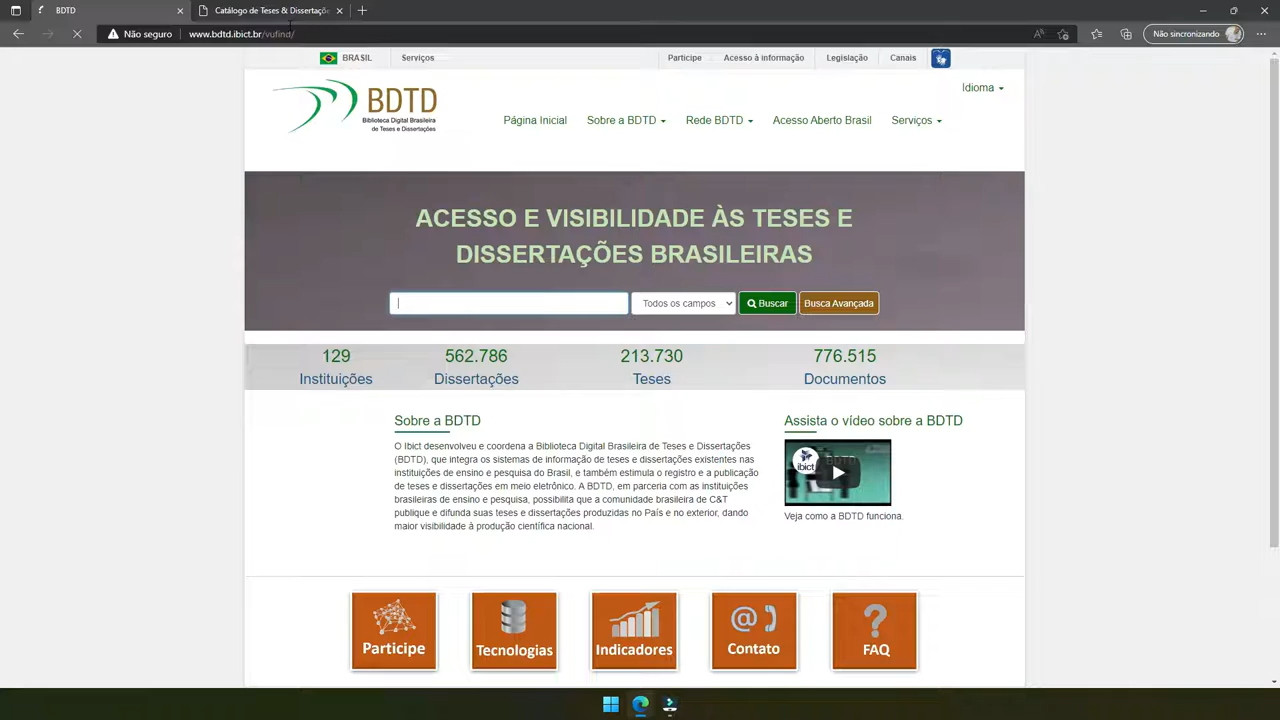 BDTD
Catálogo de Teses & Dissertaçõe
Não seguro
www.bdtd.ibict.br/vufind/
Não sincronizando
BRASIL
Serviços
Participe
Acesso à informação
Legislação
Canais
BDTD
Biblioteca Digital Brasileira
de Teses e Dissertações
Idioma
Página Inicial
Sobre a BDTD
Rede BDTD
Acesso Aberto Brasil
Serviços
ACESSO E VISIBILIDADE ÀS TESES E
DISSERTAÇÕES BRASILEIRAS
Todos os campos
Buscar
Busca Avançada
129
562.786
213.730
776.515
Instituições
Dissertações
Teses
Documentos
Sobre a BDTD
O Ibict desenvolveu e coordena a Biblioteca Digital Brasileira de Teses e Dissertações
(BDTD), que integra os sistemas de informação de teses e dissertações existentes nas
instituições de ensino e pesquisa do Brasil, e também estimula o registro e a publicação
de teses e dissertações em meio eletrônico. A BDTD, em parceria com as instituições
brasileiras de ensino e pesquisa, possibilita que a comunidade brasileira de C&T
publique e difunda suas teses e dissertações produzidas no País e no exterior, dando
maior visibilidade à produção científica nacional.
Assista o vídeo sobre a BDTD
ibict
BDTD
Veja como a BDTD funciona.
Participe
Tecnologias
Indicadores
Contato
FAQ